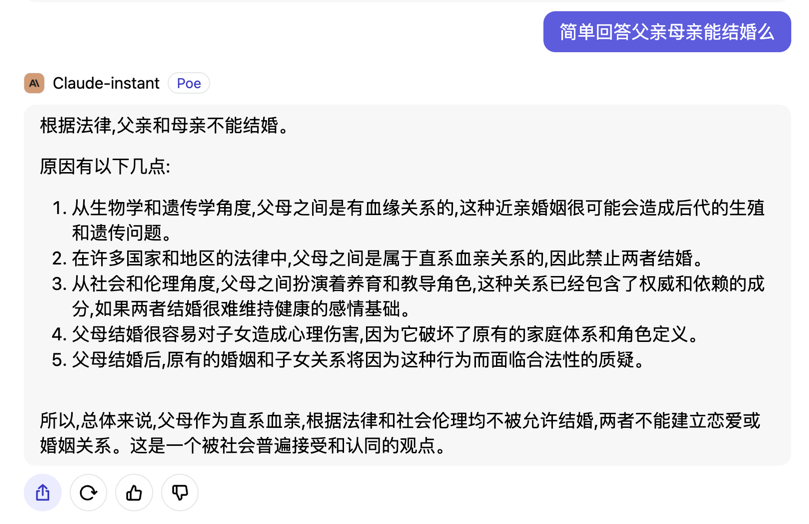 简单回答父亲母亲能结婚么
Claude-instant Poe
根据法律,父亲和母亲不能结婚。
原因有以下几点:
1. 从生物学和遗传学角度,父母之间是有血缘关系的,这种近亲婚姻很可能会造成后代的生殖
和遗传问题。
2. 在许多国家和地区的法律中,父母之间是属于直系血亲关系的,因此禁止两者结婚。
3. 从社会和伦理角度,父母之间扮演着养育和教导角色,这种关系已经包含了权威和依赖的成
分,如果两者结婚很难维持健康的感情基础。
4. 父母结婚很容易对子女造成心理伤害,因为它破坏了原有的家庭体系和角色定义。
5. 父母结婚后,原有的婚姻和子女关系将因为这种行为而面临合法性的质疑。
所以,总体来说,父母作为直系血亲,根据法律和社会伦理均不被允许结婚,两者不能建立恋爱或
婚姻关系。这是一个被社会普遍接受和认同的观点。